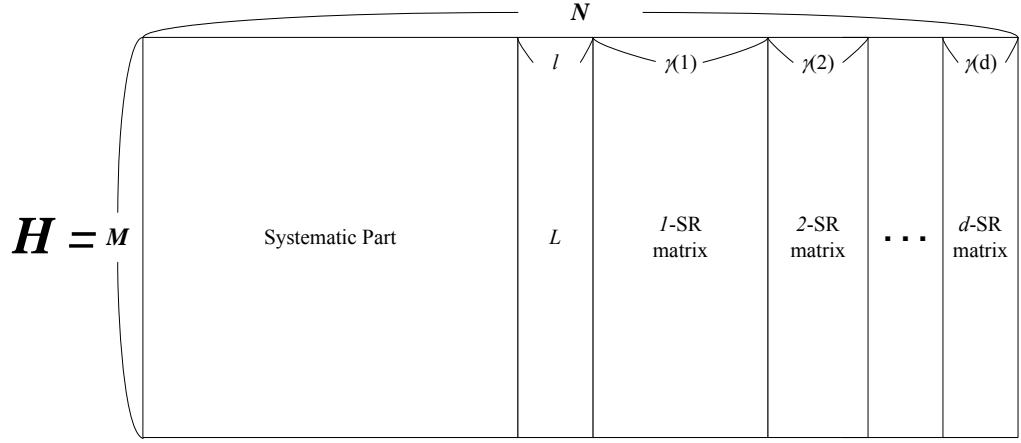 N
l γ(1) γ(2) γ(d)
H = M Systematic Part L 1-SR matrix 2-SR matrix ... d-SR matrix